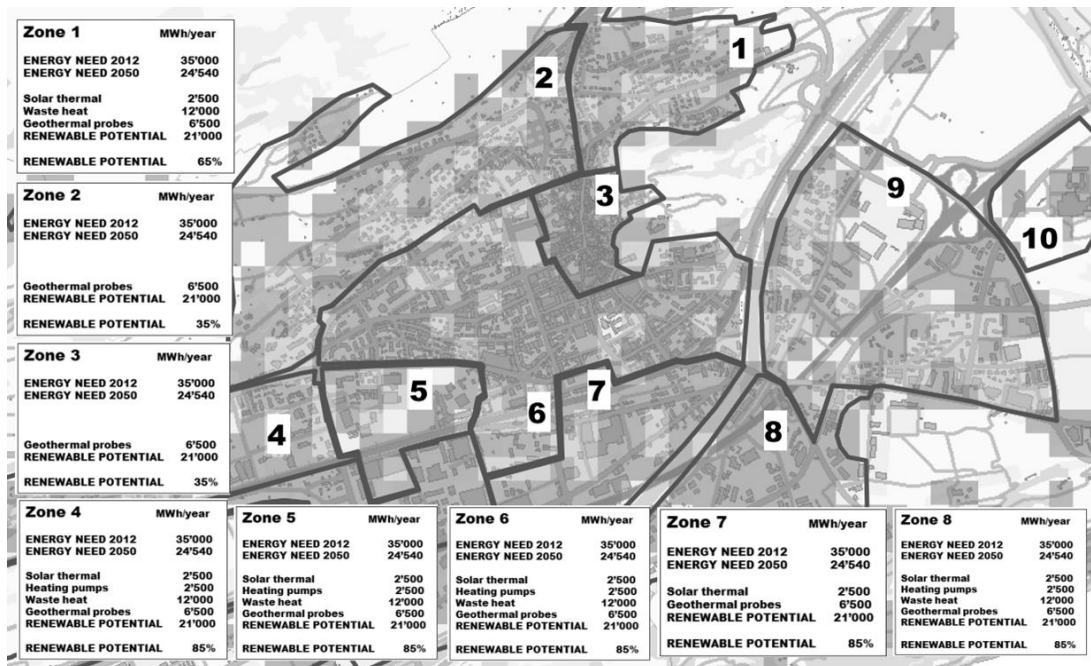 Zone 1 MWh/year
ENERGY NEED 2012 35'000
ENERGY NEED 2050 24'540
Solar thermal 2'500
Waste heat 12'000
Geothermal probes 6'500
RENEWABLE POTENTIAL 21'000
RENEWABLE POTENTIAL 65%
Zone 2 MWh/year
ENERGY NEED 2012 35'000
ENERGY NEED 2050 24'540
Geothermal probes 6'500
RENEWABLE POTENTIAL 21'000
RENEWABLE POTENTIAL 35%
Zone 3 MWh/year
ENERGY NEED 2012 35'000
ENERGY NEED 2050 24'540
Geothermal probes 6'500
RENEWABLE POTENTIAL 21'000
RENEWABLE POTENTIAL 35%
Zone 4 MWh/year
ENERGY NEED 2012 35'000
ENERGY NEED 2050 24'540
Solar thermal 2'500
Heating pumps 2'500
Waste heat 12'000
Geothermal probes 6'500
RENEWABLE POTENTIAL 21'000
RENEWABLE POTENTIAL 85%
Zone 5 MWh/year
ENERGY NEED 2012 35'000
ENERGY NEED 2050 24'540
Solar thermal 2'500
Heating pumps 2'500
Waste heat 12'000
Geothermal probes 6'500
RENEWABLE POTENTIAL 21'000
RENEWABLE POTENTIAL 85%
Zone 6 MWh/year
ENERGY NEED 2012 35'000
ENERGY NEED 2050 24'540
Solar thermal 2'500
Heating pumps 2'500
Waste heat 12'000
Geothermal probes 6'500
RENEWABLE POTENTIAL 21'000
RENEWABLE POTENTIAL 85%
Zone 7 MWh/year
ENERGY NEED 2012 35'000
ENERGY NEED 2050 24'540
Solar thermal 2'500
Geothermal probes 6'500
RENEWABLE POTENTIAL 21'000
RENEWABLE POTENTIAL 85%
Zone 8 MWh/year
ENERGY NEED 2012 35'000
ENERGY NEED 2050 24'540
Solar thermal 2'500
Heating pumps 2'500
Waste heat 12'000
Geothermal probes 6'500
RENEWABLE POTENTIAL 21'000
RENEWABLE POTENTIAL 85%
1
2
3
9
10
5
7
6
4
8